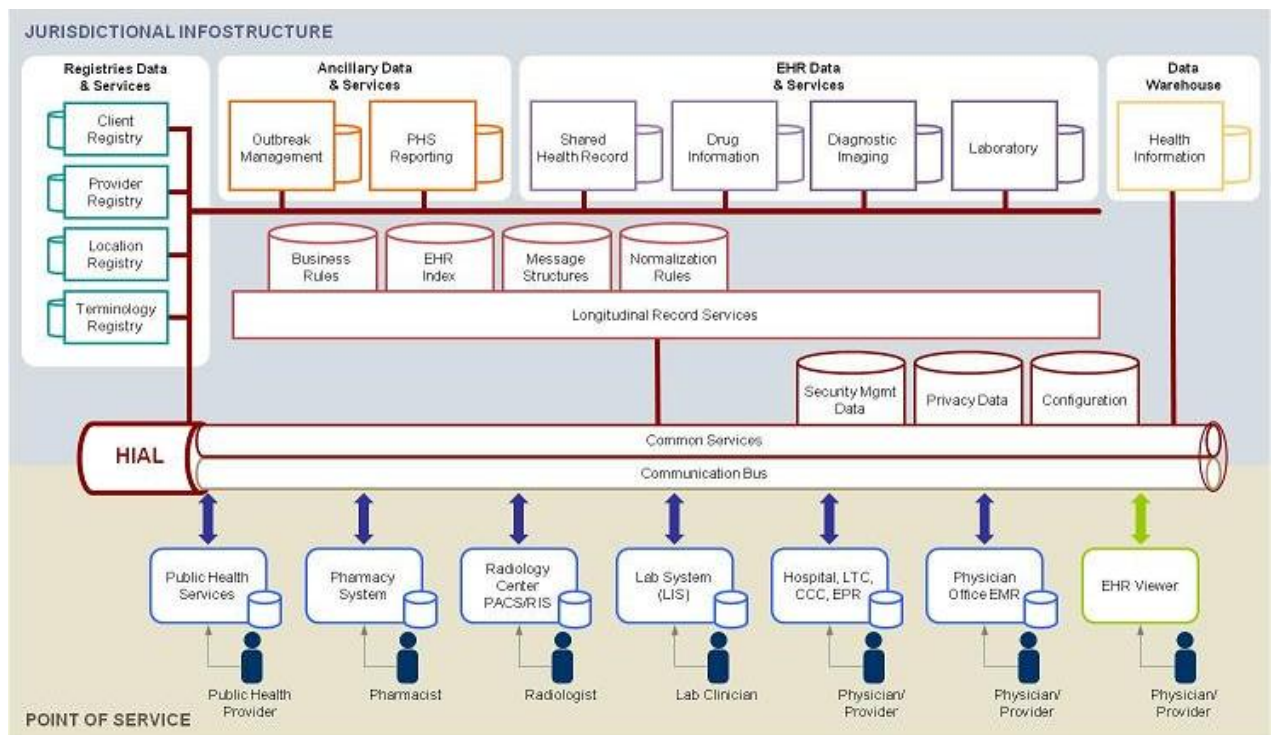 JURISDICTIONAL INFOSTRUCTURE
Registries Data
& Services
Client
Registry
Provider
Registry
Location
Registry
Terminology
Registry
Ancillary Data
& Services
Outbreak
Management
PHS
Reporting
EHR Data
& Services
Shared
Health Record
Drug
Information
Diagnostic
Imaging
Laboratory
Data
Warehouse
Health
Information
Business
Rules
EHR
Index
Message
Structures
Normalization
Rules
Longitudinal Record Services
Security Mgmt
Data
Privacy Data
Configuration
HIAL
Common Services
Communication Bus
Public Health
Services
Pharmacy
System
Radiology
Center
PACS/RIS
Lab System
(LIS)
Hospital, LTC,
CCC, EPR
Physician
Office EMR
EHR Viewer
Public Health
Provider
Pharmacist
Radiologist
Lab Clinician
Physician/
Provider
Physician/
Provider
Physician/
Provider
POINT OF SERVICE